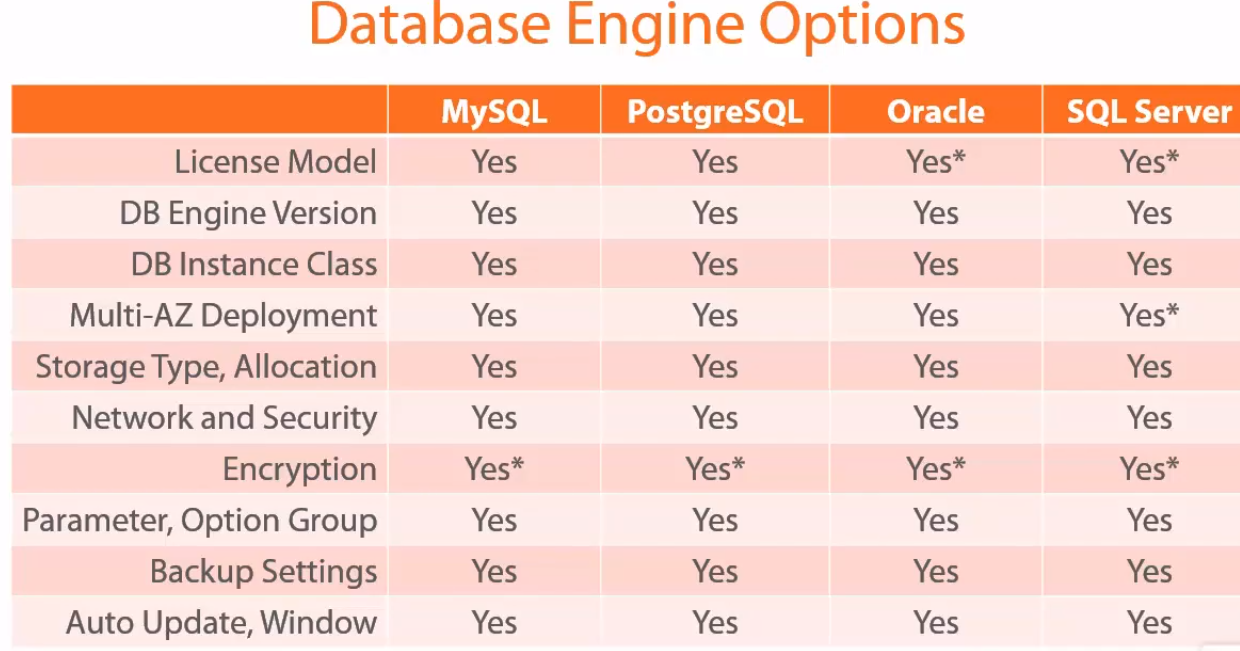 Database Engine Options
MySQL PostgreSQL Oracle SQL Server
License Model Yes Yes Yes* Yes*
DB Engine Version Yes Yes Yes Yes
DB Instance Class Yes Yes Yes Yes
Multi-AZ Deployment Yes Yes Yes Yes*
Storage Type, Allocation Yes Yes Yes Yes
Network and Security Yes Yes Yes Yes
Encryption Yes* Yes* Yes* Yes*
Parameter, Option Group Yes Yes Yes Yes
Backup Settings Yes Yes Yes Yes
Auto Update, Window Yes Yes Yes Yes